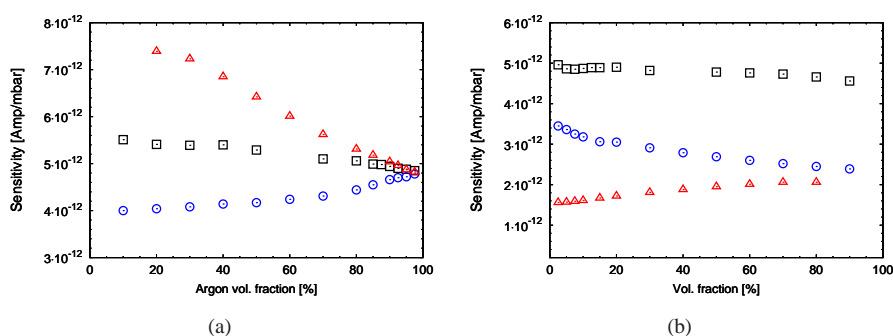 8·10⁻¹²
7·10⁻¹²
6·10⁻¹²
5·10⁻¹²
4·10⁻¹²
3·10⁻¹²
Sensitivity [Amp/mbar]
0 20 40 60 80 100
Argon vol. fraction [%]
(a)
6·10⁻¹²
5·10⁻¹²
4·10⁻¹²
3·10⁻¹²
2·10⁻¹²
1·10⁻¹²
Sensitivity [Amp/mbar]
0 20 40 60 80 100
Vol. fraction [%]
(b)